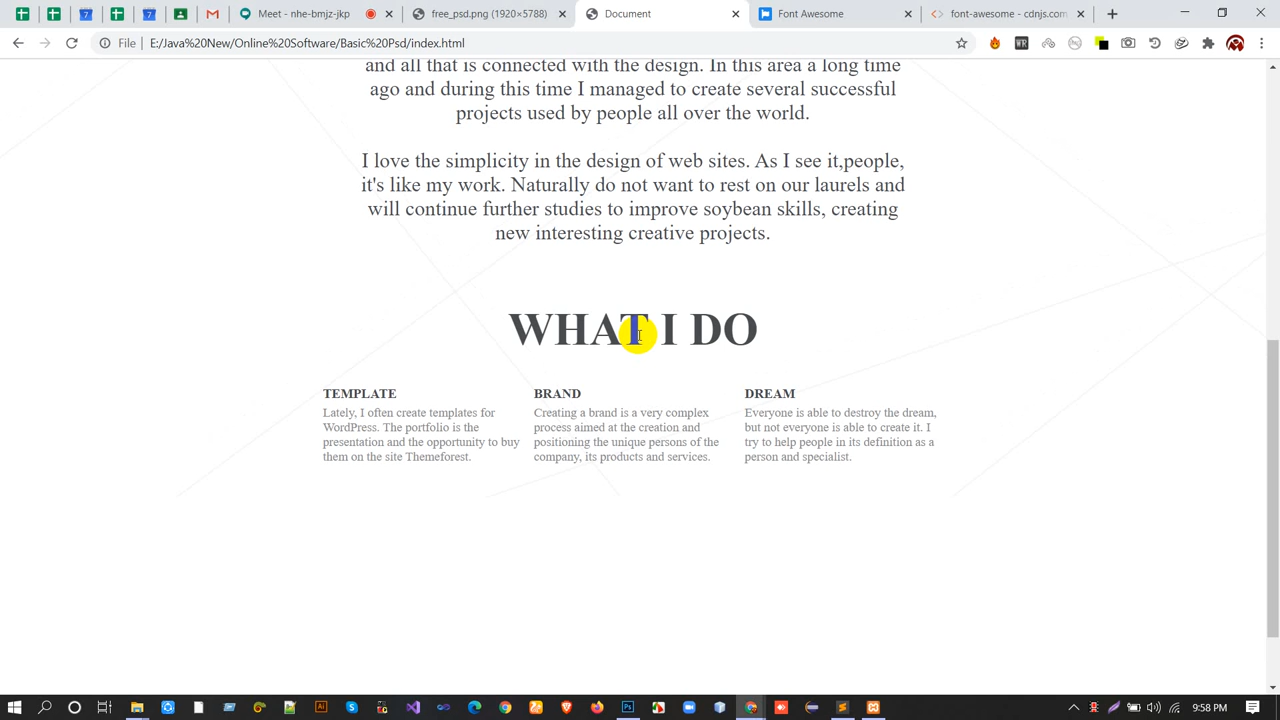 Meet - nhe-bmjz-jkp
free_psd.png (1920×5788)
Document
Font Awesome
font-awesome - cdnjs.com
File
E:/Java%20New/Online%20Software/Basic%20Psd/index.html
and all that is connected with the design. In this area a long time
ago and during this time I managed to create several successful
projects used by people all over the world.
I love the simplicity in the design of web sites. As I see it,people,
it's like my work. Naturally do not want to rest on our laurels and
will continue further studies to improve soybean skills, creating
new interesting creative projects.
WHAT I DO
TEMPLATE
Lately, I often create templates for
WordPress. The portfolio is the
presentation and the opportunity to buy
them on the site Themeforest.
BRAND
Creating a brand is a very complex
process aimed at the creation and
positioning the unique persons of the
company, its products and services.
DREAM
Everyone is able to destroy the dream,
but not everyone is able to create it. I
try to help people in its definition as a
person and specialist.
9:58 PM